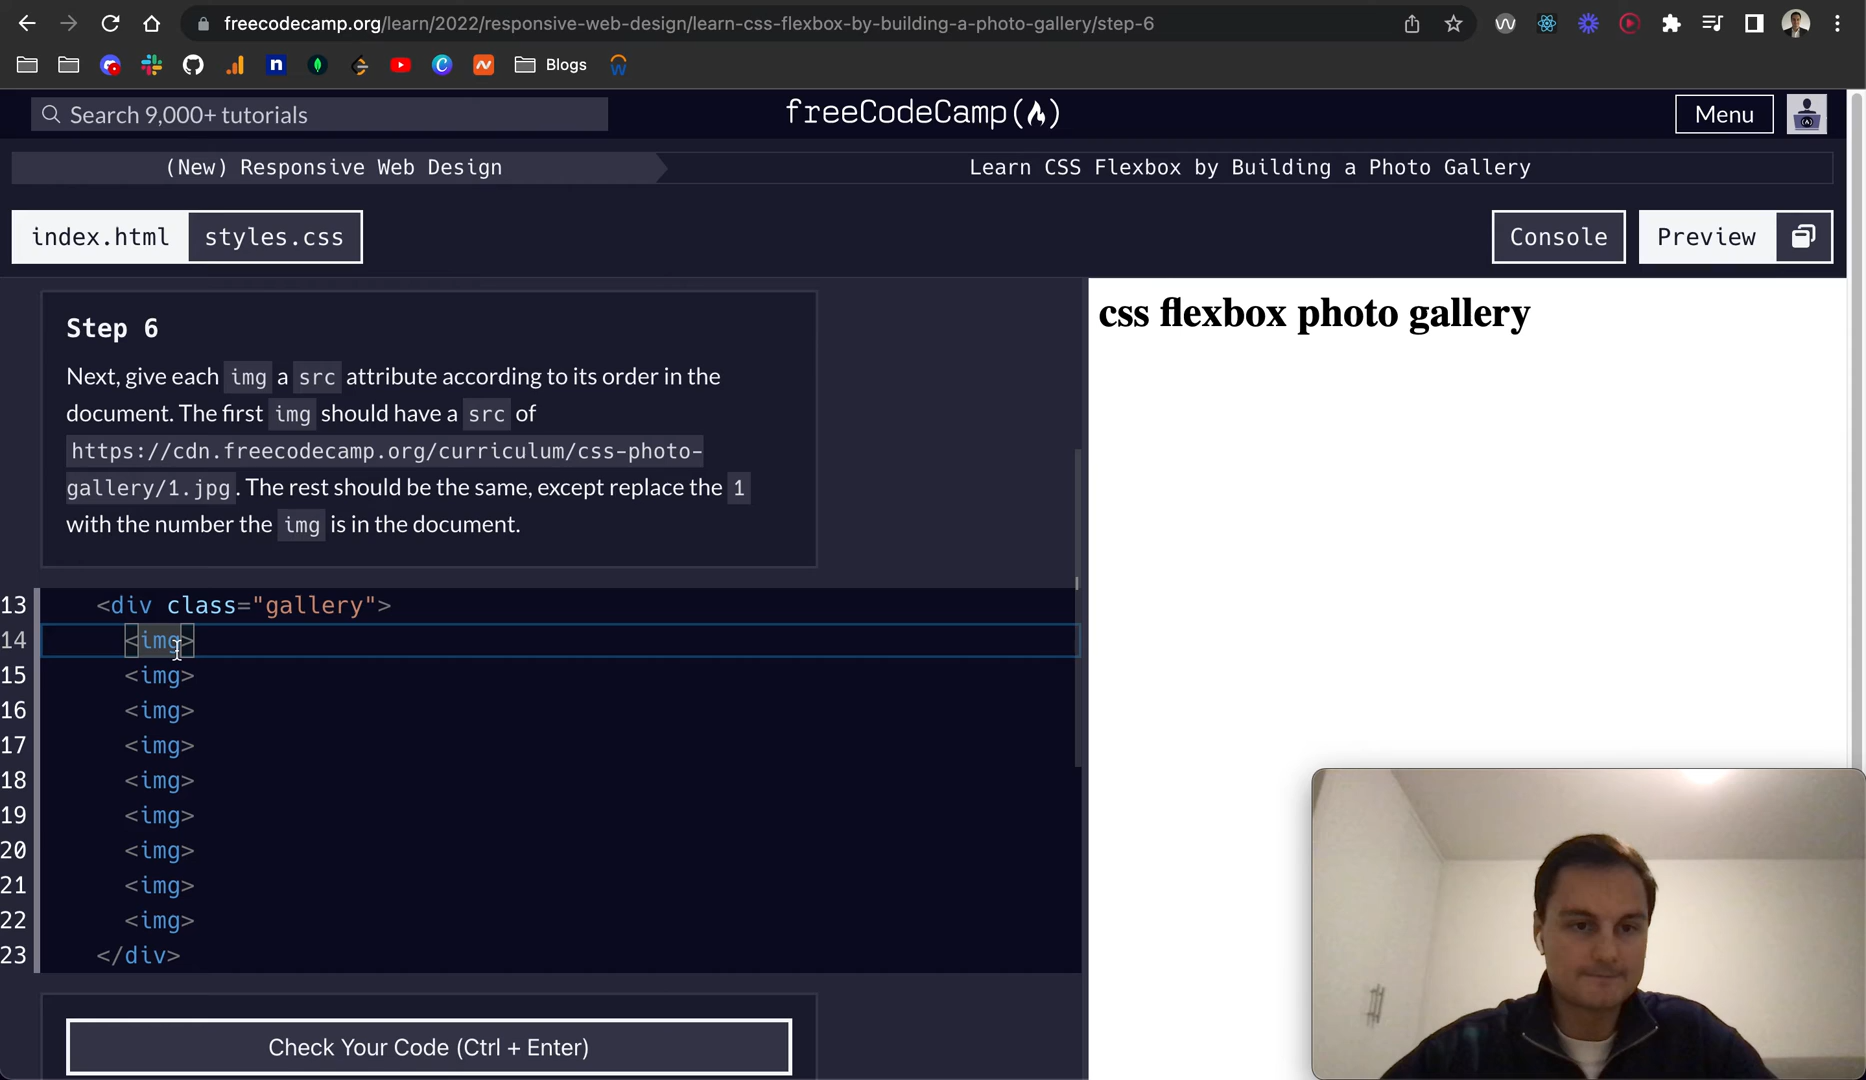 freecodecamp.org/learn/2022/responsive-web-design/learn-css-flexbox-by-building-a-photo-gallery/step-6
Blogs
Search 9,000+ tutorials
freeCodeCamp
Menu
(New) Responsive Web Design
Learn CSS Flexbox by Building a Photo Gallery
index.html
styles.css
Console
Preview
Step 6
Next, give each img a src attribute according to its order in the
document. The first img should have a src of
https://cdn.freecodecamp.org/curriculum/css-photo-
gallery/1.jpg. The rest should be the same, except replace the 1
with the number the img is in the document.
css flexbox photo gallery
13 <div class="gallery">
14 <img>
15 <img>
16 <img>
17 <img>
18 <img>
19 <img>
20 <img>
21 <img>
22 <img>
23 </div>
Check Your Code (Ctrl + Enter)